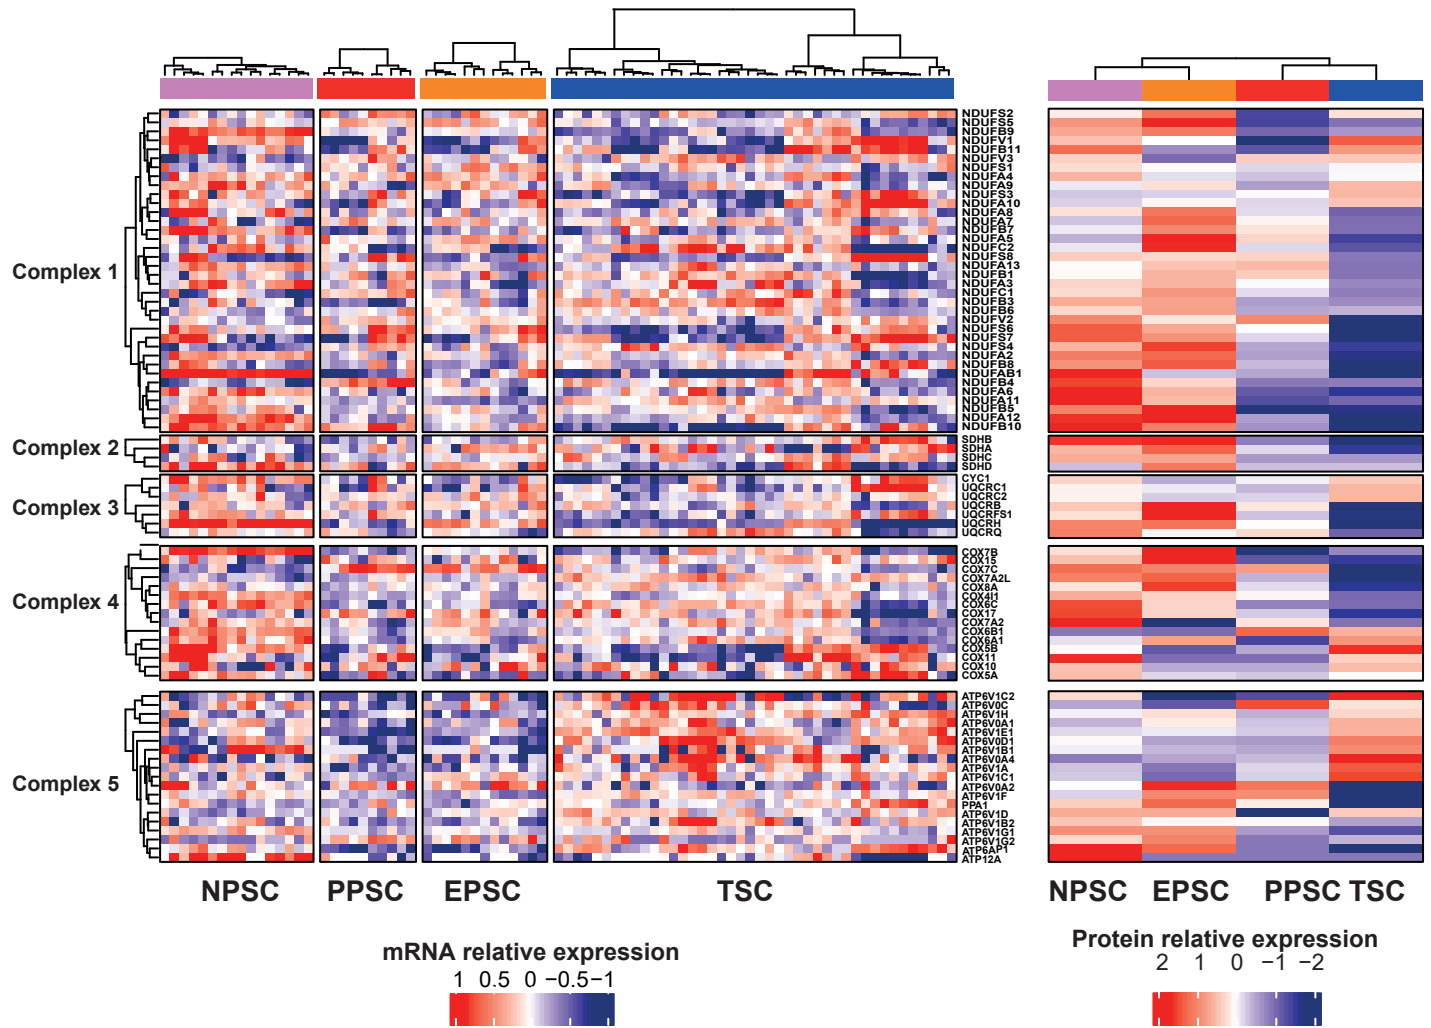 Complex 1
NDUFS2
NDUFS5
NDUFB9
NDUFV1
NDUFB11
NDUFV3
NDUFS1
NDUFA4
NDUFA9
NDUFS3
NDUFA10
NDUFA8
NDUFA7
NDUFB7
NDUFA5
NDUFC2
NDUFS8
NDUFA13
NDUFB1
NDUFA3
NDUFC1
NDUFB3
NDUFB6
NDUFV2
NDUFS6
NDUFS7
NDUFS4
NDUFA2
NDUFB8
NDUFAB1
NDUFB4
NDUFA6
NDUFA11
NDUFB5
NDUFA12
NDUFB10
Complex 2
SDHB
SDHA
SDHC
SDHD
Complex 3
CYC1
UQCRC1
UQCRC2
UQCRB
UQCRFS1
UQCRH
UQCRQ
Complex 4
COX7B
COX15
COX7C
COX7A2L
COX8A
COX4I1
COX6C
COX17
COX7A2
COX6B1
COX6A1
COX5B
COX11
COX10
COX5A
Complex 5
ATP6V1C2
ATP6V0C
ATP6V1H
ATP6V0A1
ATP6V1E1
ATP6V0D1
ATP6V1B1
ATP6V0A4
ATP6V1A
ATP6V1C1
ATP6V0A2
ATP6V1F
PPA1
ATP6V1D
ATP6V1B2
ATP6V1G1
ATP6V1G2
ATP6AP1
ATP12A
NPSC PPSC EPSC TSC
NPSC EPSC PPSC TSC
mRNA relative expression
1 0.5 0 −0.5 −1
Protein relative expression
2 1 0 −1 −2